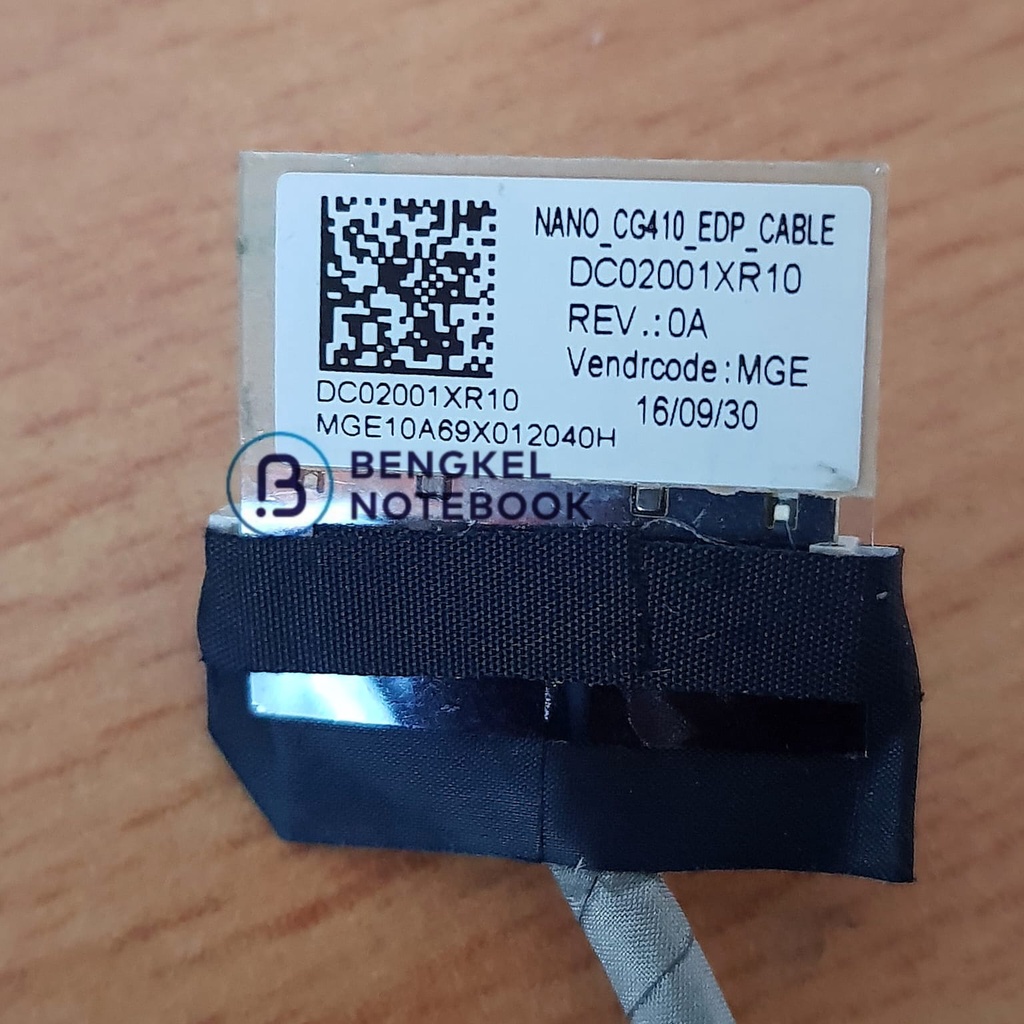 NANO_CG410_EDP_CABLE
DC02001XR10
REV.:0A
Vendrcode:MGE
16/09/30
DC02001XR10
MGE10A69X012040H
BENGKEL
NOTEBOOK